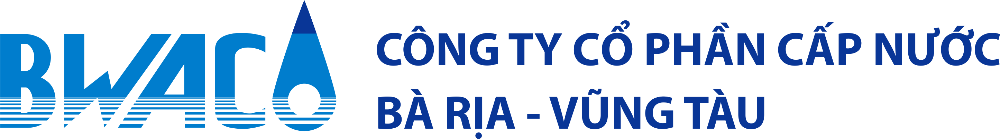 BWACO
CÔNG TY CỔ PHẦN CẤP NƯỚC
BÀ RỊA - VŨNG TÀU